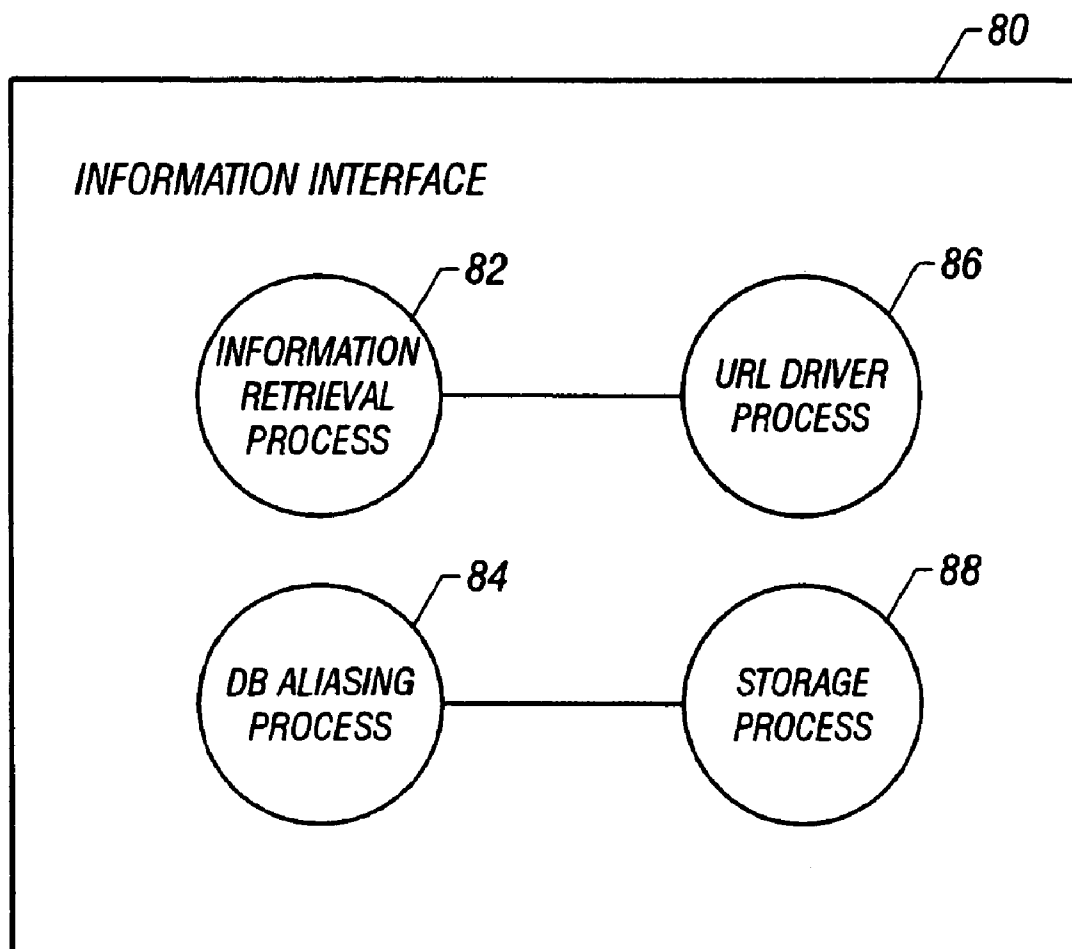 80
INFORMATION INTERFACE
82
INFORMATION
RETRIEVAL
PROCESS
86
URL DRIVER
PROCESS
84
DB ALIASING
PROCESS
88
STORAGE
PROCESS